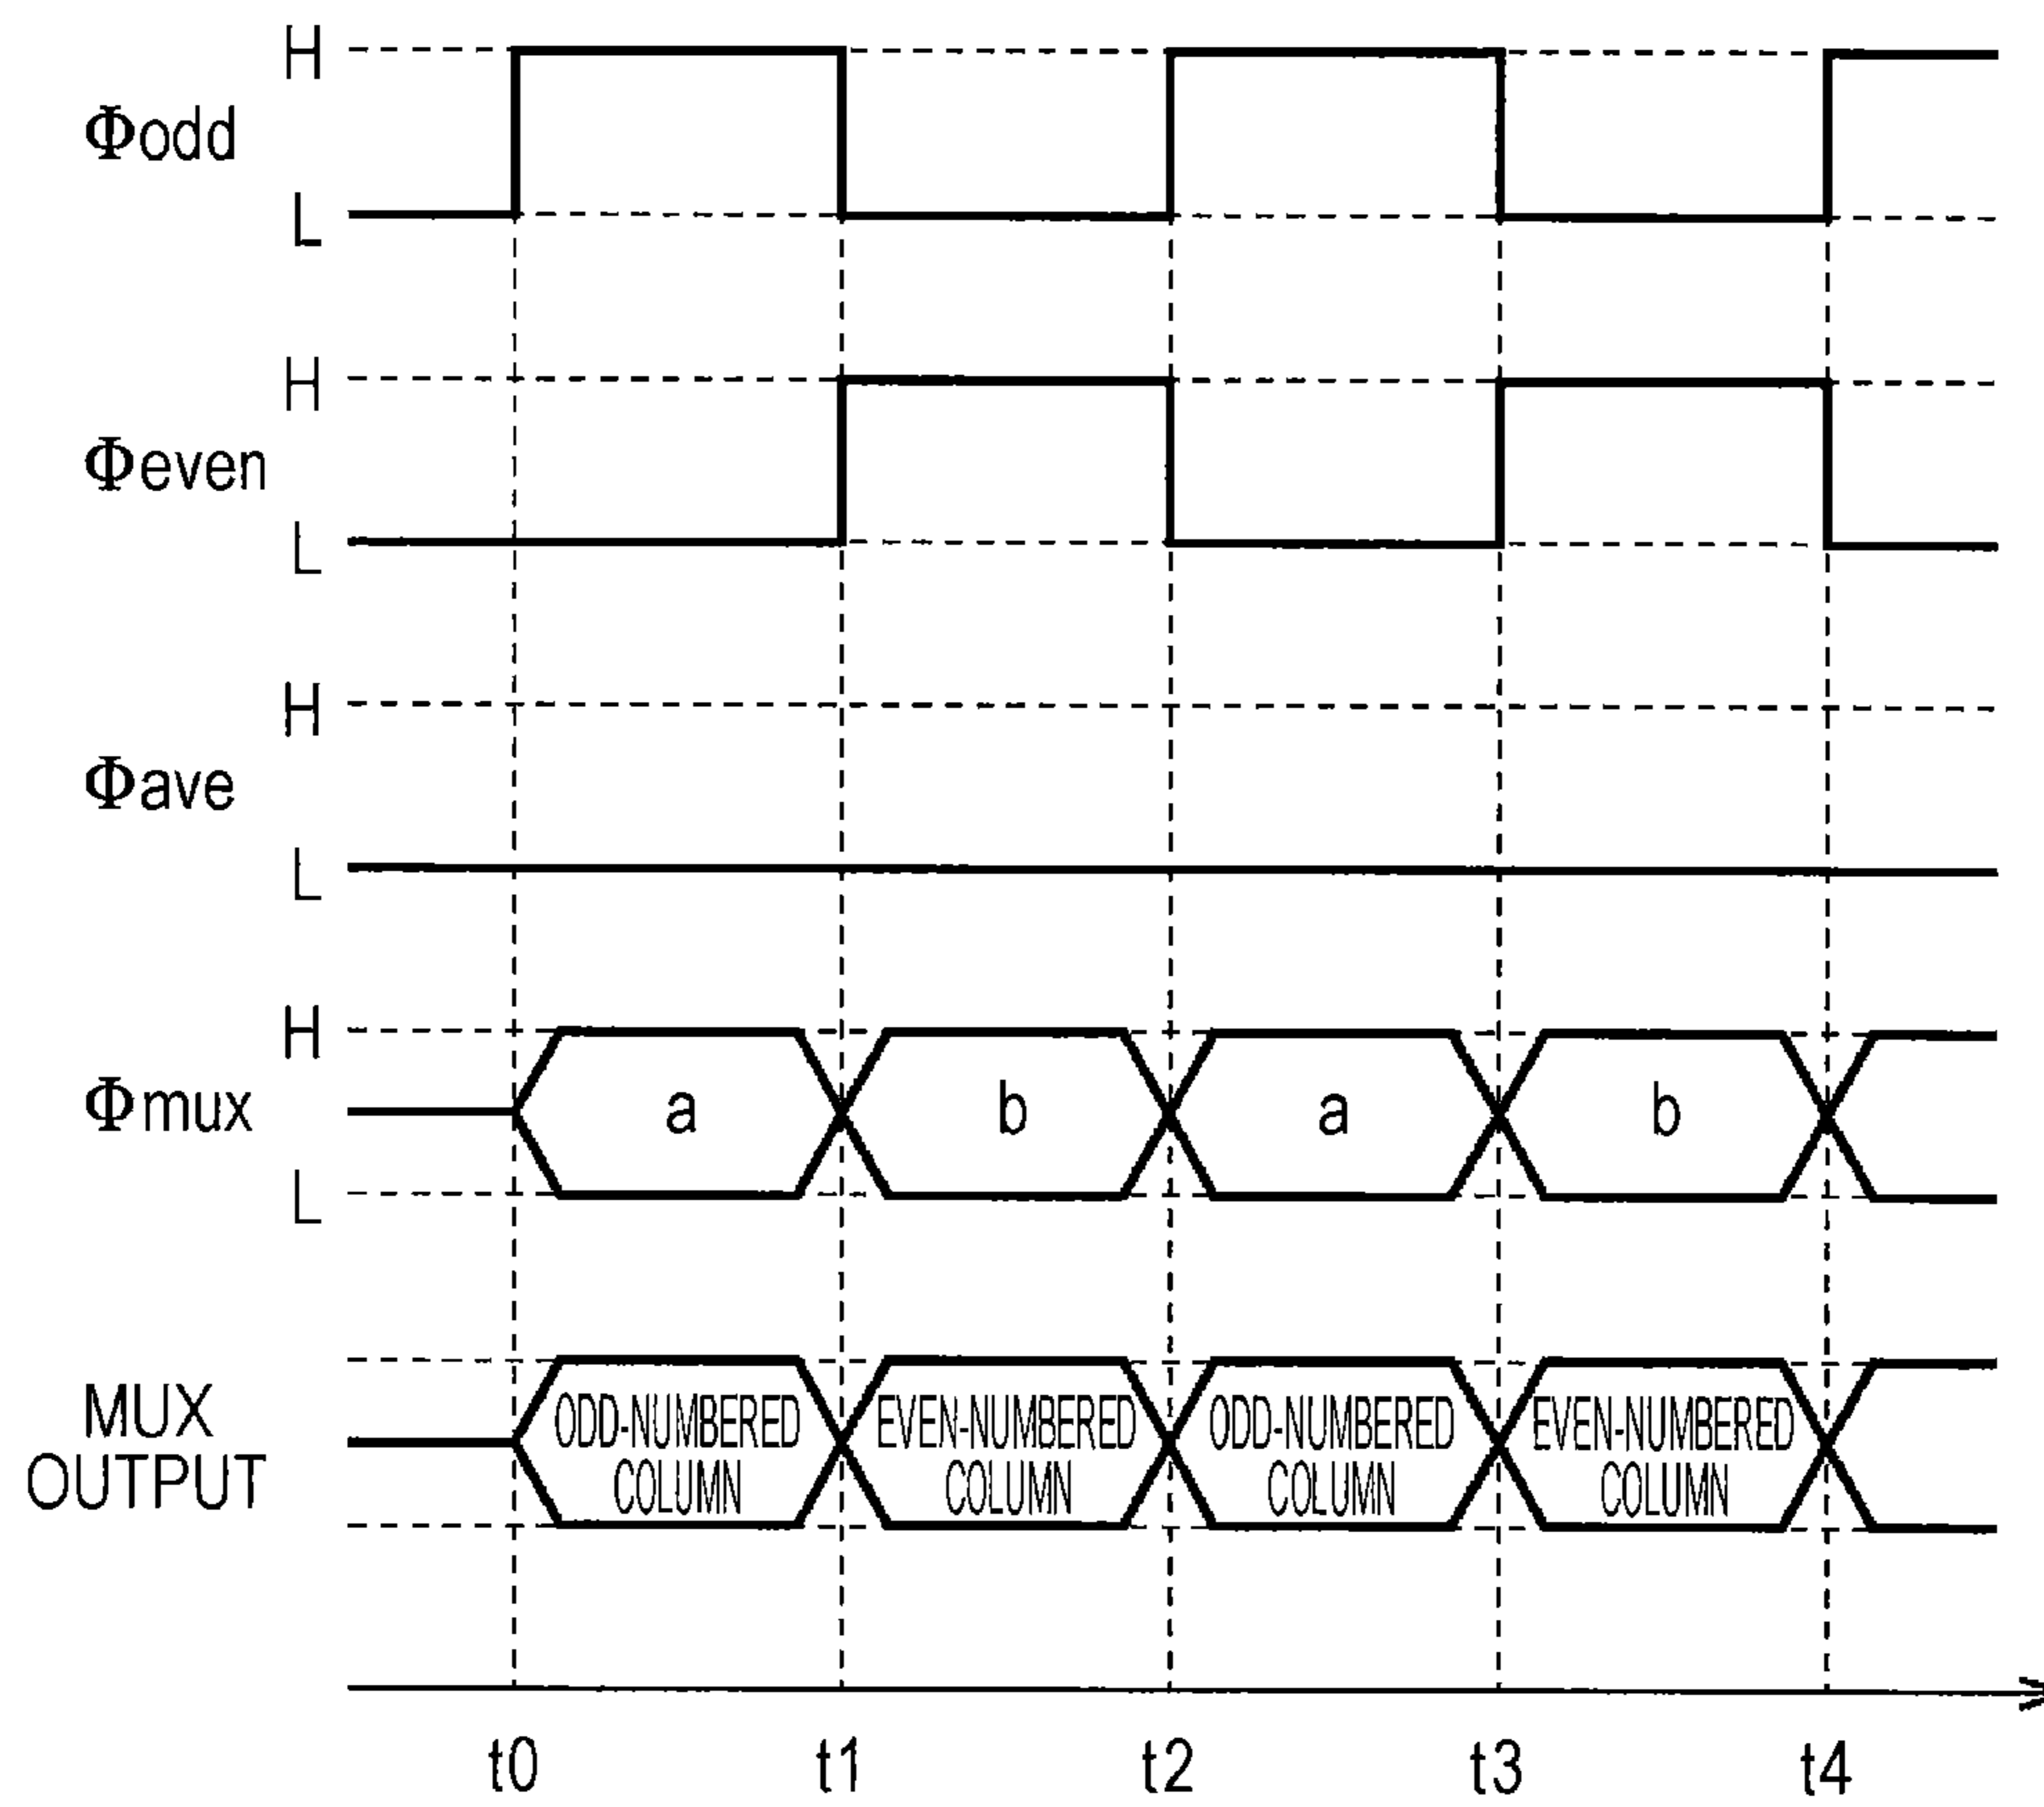 H
Φodd
L
H
Φeven
L
H
Φave
L
H
Φmux a b a b
L
MUX
OUTPUT
ODD-NUMBERED
COLUMN
EVEN-NUMBERED
COLUMN
ODD-NUMBERED
COLUMN
EVEN-NUMBERED
COLUMN
t0 t1 t2 t3 t4